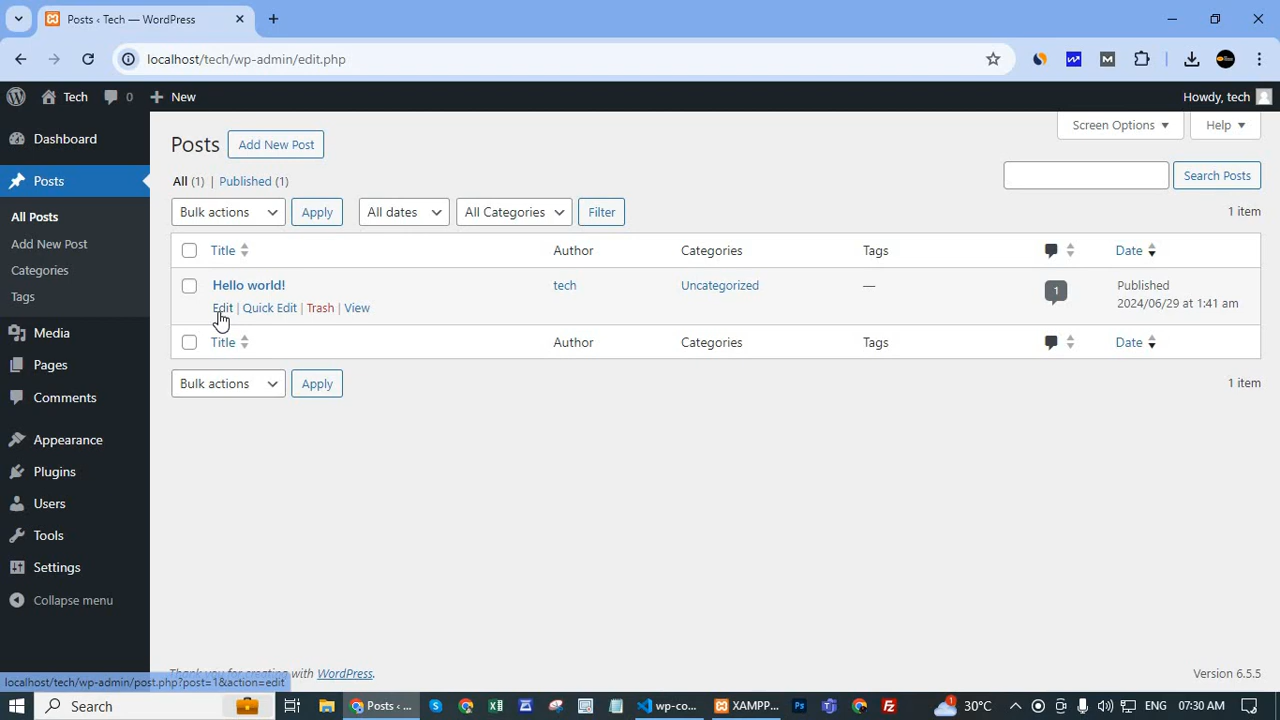 Posts ‹ Tech — WordPress
localhost/tech/wp-admin/edit.php
Tech 0 New Howdy, tech
Dashboard
Posts
All Posts
Add New Post
Categories
Tags
Media
Pages
Comments
Appearance
Plugins
Users
Tools
Settings
Collapse menu
Screen Options Help
Posts Add New Post
All (1) | Published (1)
Search Posts
Bulk actions Apply All dates All Categories Filter 1 item
Title Author Categories Tags Date
Hello world! tech Uncategorized — 1 Published
2024/06/29 at 1:41 am
Edit | Quick Edit | Trash | View
Title Author Categories Tags Date
Bulk actions Apply 1 item
Thank you for creating with WordPress. Version 6.5.5
localhost/tech/wp-admin/post.php?post=1&action=edit
Search Posts ‹ ... wp-co... XAMPP... 1 30°C ENG 07:30 AM